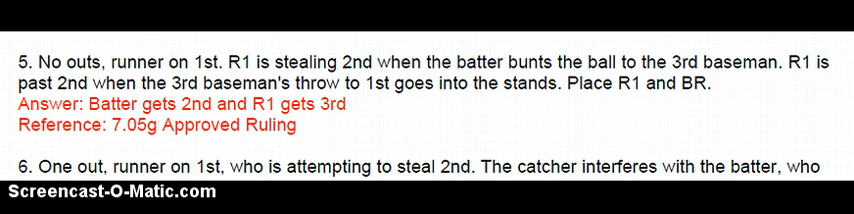 5. No outs, runner on 1st. R1 is stealing 2nd when the batter bunts the ball to the 3rd baseman. R1 is
past 2nd when the 3rd baseman's throw to 1st goes into the stands. Place R1 and BR.
Answer: Batter gets 2nd and R1 gets 3rd
Reference: 7.05g Approved Ruling
6. One out, runner on 1st, who is attempting to steal 2nd. The catcher interferes with the batter, who
Screencast-O-Matic.com